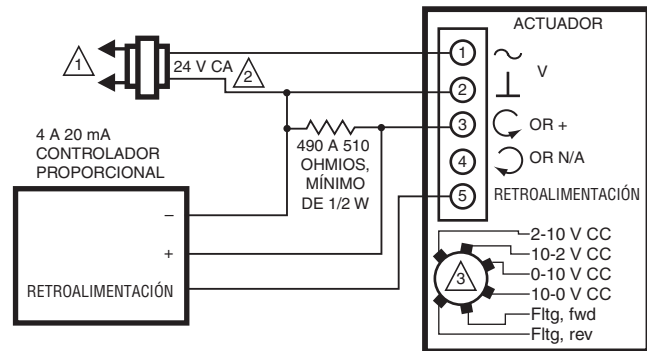 ACTUADOR
1
24 V CA
2
1
V
2
3
OR +
4 A 20 mA
CONTROLADOR
PROPORCIONAL
490 A 510
OHMIOS,
MÍNIMO
DE 1/2 W
4
OR N/A
5
RETROALIMENTACIÓN
–
+
RETROALIMENTACIÓN
3
2-10 V CC
10-2 V CC
0-10 V CC
10-0 V CC
Fltg, fwd
Fltg, rev